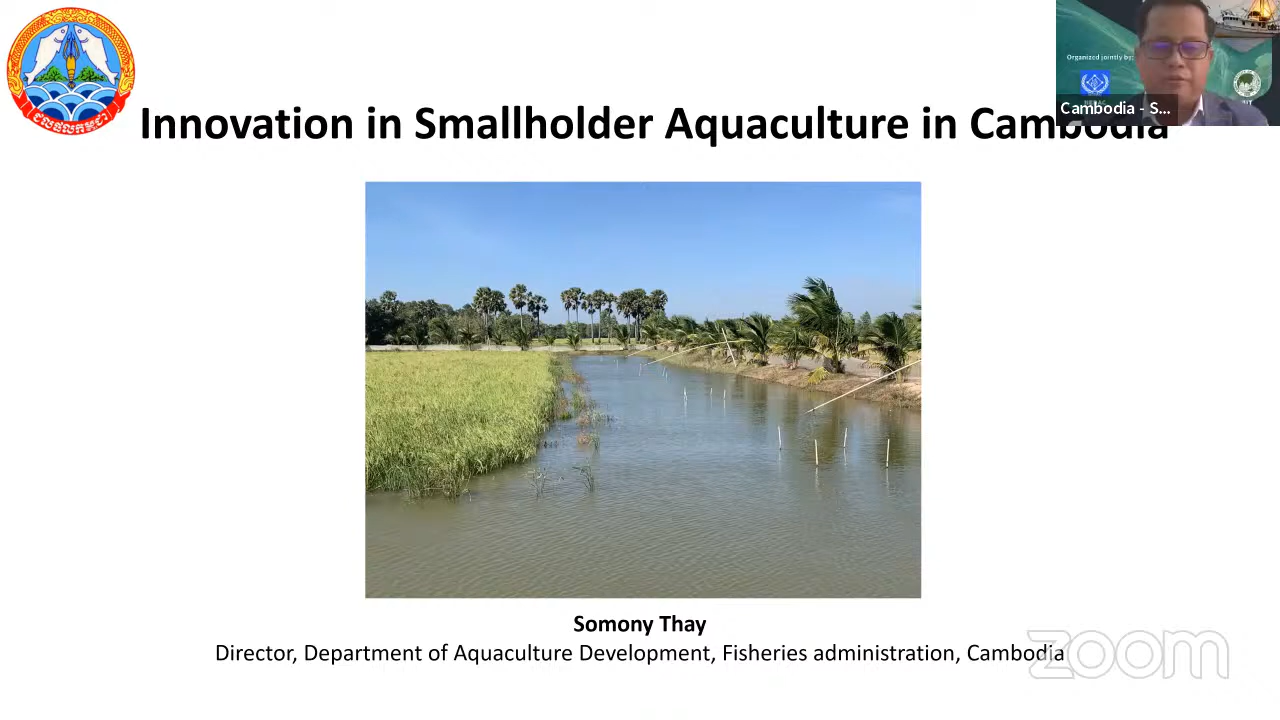 Organized jointly by:
Cambodia - S...
Innovation in Smallholder Aquaculture in Cambodia
Somony Thay
Director, Department of Aquaculture Development, Fisheries administration, Cambodia
zoom